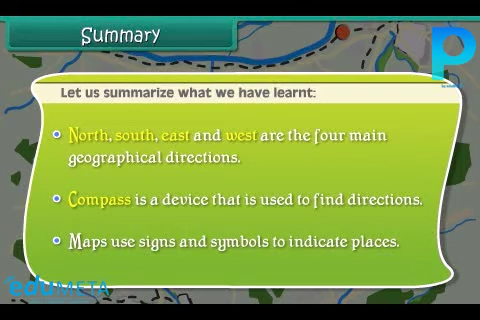 Summary
P
Let us summarize what we have learnt:
North, south, east and west are the four main
geographical directions.
Compass is a device that is used to find directions.
Maps use signs and symbols to indicate places.
eduMETA